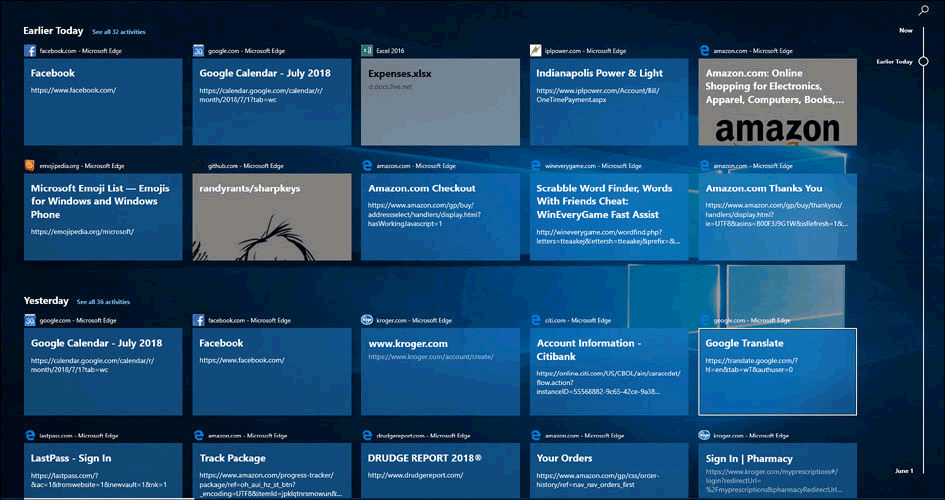 Now
Earlier Today See all 32 activities
Earlier Today
facebook.com - Microsoft Edge
Facebook
https://www.facebook.com/
google.com - Microsoft Edge
Google Calendar - July 2018
https://calendar.google.com/calendar/r/
month/2018/7/1?tab=wc
Excel 2016
Expenses.xlsx
d.docs.live.net
iplpower.com - Microsoft Edge
Indianapolis Power & Light
https://www.iplpower.com/Account/Bill/
OneTimePayment.aspx
amazon.com - Microsoft Edge
Amazon.com: Online
Shopping for Electronics,
Apparel, Computers, Books,...
amazon
emojipedia.org - Microsoft Edge
Microsoft Emoji List — Emojis
for Windows and Windows
Phone
https://emojipedia.org/microsoft/
github.com - Microsoft Edge
randyrants/sharpkeys
amazon.com - Microsoft Edge
Amazon.com Checkout
https://www.amazon.com/gp/buy/
addressselect/handlers/display.html?
hasWorkingJavascript=1
wineverygame.com - Microsoft Edge
Scrabble Word Finder, Words
With Friends Cheat:
WinEveryGame Fast Assist
http://wineverygame.com/wordfind.php?
letters=tteaakej&lettersh=tteaakej&prefix=&...
amazon.com - Microsoft Edge
Amazon.com Thanks You
https://www.amazon.com/gp/buy/thankyou/
handlers/display.html?
ie=UTF8&asins=B00F3J9G1W&isRefresh=1&...
Yesterday See all 36 activities
google.com - Microsoft Edge
Google Calendar - July 2018
https://calendar.google.com/calendar/r/
month/2018/7/1?tab=wc
facebook.com - Microsoft Edge
Facebook
https://www.facebook.com/
kroger.com - Microsoft Edge
www.kroger.com
https://www.kroger.com/account/create/
citi.com - Microsoft Edge
Account Information -
Citibank
https://online.citi.com/US/CBOL/ain/caraccdet/
flow.action?
instanceID=55568882-9c65-42ce-9a38...
google.com - Microsoft Edge
Google Translate
https://translate.google.com/?
hl=en&tab=wT&authuser=0
lastpass.com - Microsoft Edge
LastPass - Sign In
https://lastpass.com/?
&ac=1&fromwebsite=1&newvault=1&nk=1
amazon.com - Microsoft Edge
Track Package
https://www.amazon.com/progress-tracker/
package/ref=oh_aui_hz_st_btn?
_encoding=UTF8&itemId=jpklqtnrsmowun&...
drudgereport.com - Microsoft Edge
DRUDGE REPORT 2018®
http://www.drudgereport.com/
amazon.com - Microsoft Edge
Your Orders
https://www.amazon.com/gp/css/order-
history/ref=nav_nav_orders_first
kroger.com - Microsoft Edge
Sign In | Pharmacy
https://www.kroger.com/myprescriptions#/
login?redirectUrl=
%2Fmyprescriptions&pharmacyRedirectUrl...
June 1